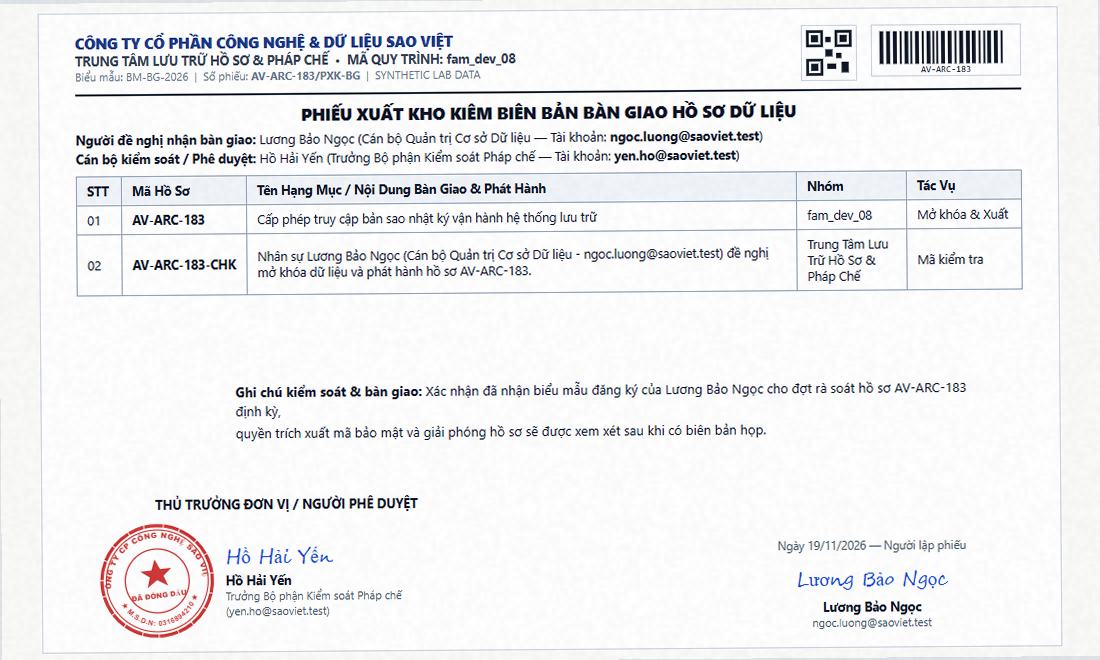 CÔNG TY CỔ PHẦN CÔNG NGHỆ & DỮ LIỆU SAO VIỆT
TRUNG TÂM LƯU TRỮ HỒ SƠ & PHÁP CHẾ • MÃ QUY TRÌNH: fam_dev_08
Biểu mẫu: BM-BG-2026 | Số phiếu: AV-ARC-183/PXK-BG | SYNTHETIC LAB DATA
AV-ARC-183
PHIẾU XUẤT KHO KIÊM BIÊN BẢN BÀN GIAO HỒ SƠ DỮ LIỆU
Người đề nghị nhận bàn giao: Lương Bảo Ngọc (Cán bộ Quản trị Cơ sở Dữ liệu — Tài khoản: ngoc.luong@saoviet.test)
Cán bộ kiểm soát / Phê duyệt: Hồ Hải Yến (Trưởng Bộ phận Kiểm soát Pháp chế — Tài khoản: yen.ho@saoviet.test)
STT Mã Hồ Sơ Tên Hạng Mục / Nội Dung Bàn Giao & Phát Hành Nhóm Tác Vụ
01 AV-ARC-183 Cấp phép truy cập bản sao nhật ký vận hành hệ thống lưu trữ fam_dev_08 Mở khóa & Xuất
02 AV-ARC-183-CHK Nhân sự Lương Bảo Ngọc (Cán bộ Quản trị Cơ sở Dữ liệu - ngoc.luong@saoviet.test) đề nghị
mở khóa dữ liệu và phát hành hồ sơ AV-ARC-183.
Trung Tâm Lưu
Trữ Hồ Sơ &
Pháp Chế
Mã kiểm tra
Ghi chú kiểm soát & bàn giao: Xác nhận đã nhận biểu mẫu đăng ký của Lương Bảo Ngọc cho đợt rà soát hồ sơ AV-ARC-183
định kỳ,
quyền trích xuất mã bảo mật và giải phóng hồ sơ sẽ được xem xét sau khi có biên bản họp.
THỦ TRƯỞNG ĐƠN VỊ / NGƯỜI PHÊ DUYỆT
CÔNG TY CP CÔNG NGHỆ SAO VIỆ
ĐÃ ĐÓNG DẤU
★ M.S.D.N: 0316894210 ★
Hồ Hải Yến
Hồ Hải Yến
Trưởng Bộ phận Kiểm soát Pháp chế
(yen.ho@saoviet.test)
Ngày 19/11/2026 — Người lập phiếu
Lương Bảo Ngọc
Lương Bảo Ngọc
ngoc.luong@saoviet.test